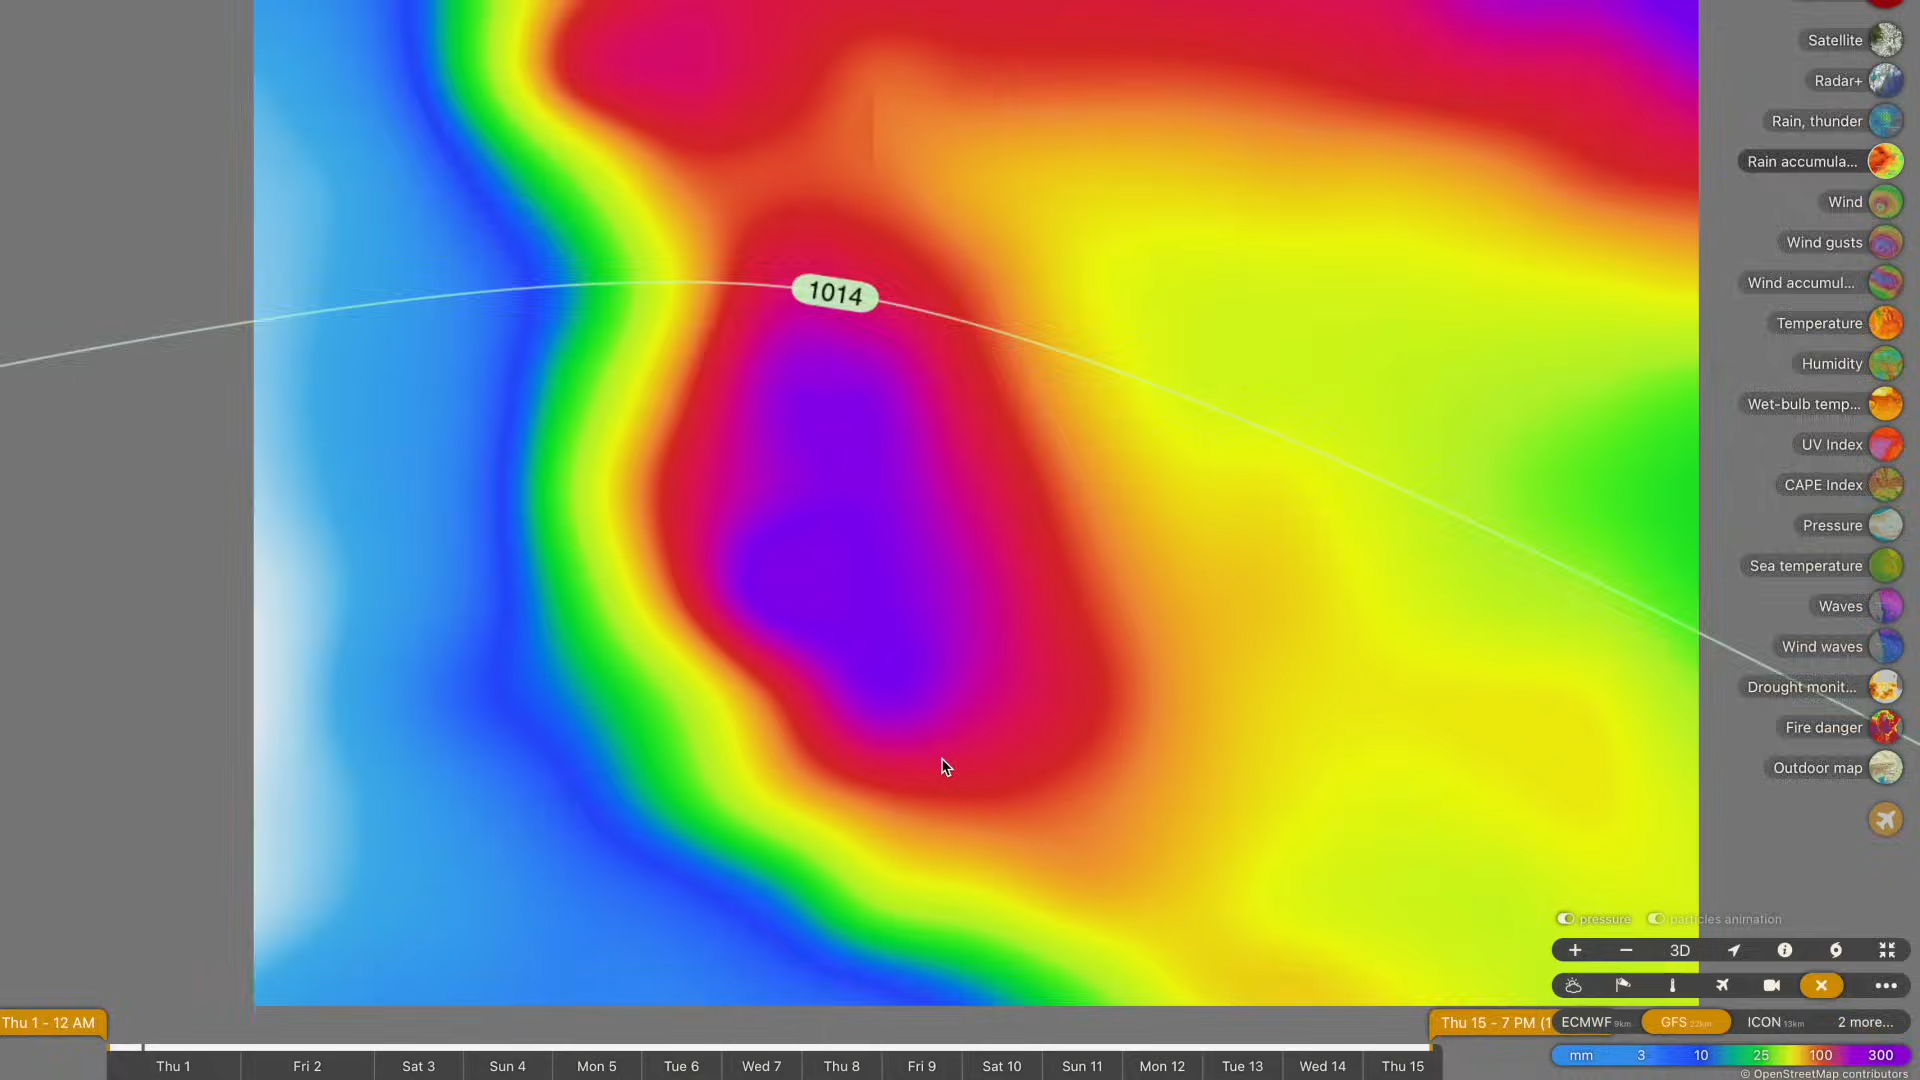 Satellite
Radar+
Rain, thunder
Rain accumula...
Wind
Wind gusts
Wind accumul...
Temperature
Humidity
Wet-bulb temp...
UV Index
CAPE Index
Pressure
Sea temperature
Waves
Wind waves
Drought monit...
Fire danger
Outdoor map
1014
pressure particles animation
+ − 3D
•••
Thu 1 - 12 AM
Thu 15 - 7 PM (1
ECMWF 9km GFS 22km ICON 13km 2 more...
Thu 1 Fri 2 Sat 3 Sun 4 Mon 5 Tue 6 Wed 7 Thu 8 Fri 9 Sat 10 Sun 11 Mon 12 Tue 13 Wed 14 Thu 15
mm 3 10 25 100 300
© OpenStreetMap contributors